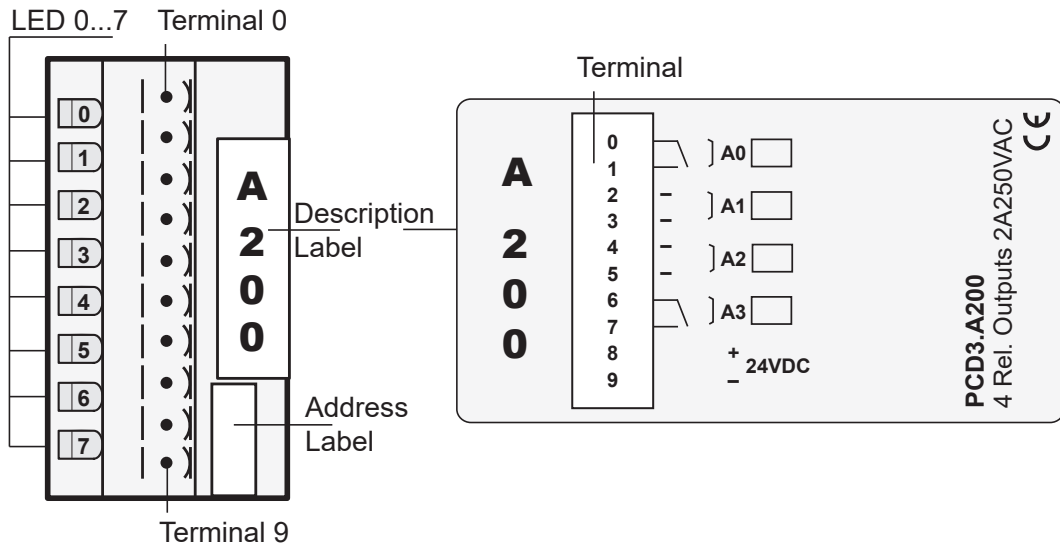 LED 0...7
Terminal 0
0
1
2
3
4
5
6
7
A
2
0
0
Description
Label
Address
Label
Terminal 9
Terminal
A
2
0
0
0
1
2
3
4
5
6
7
8
9
A0
A1
A2
A3
+
− 24VDC
PCD3.A200
4 Rel. Outputs 2A250VAC
CE